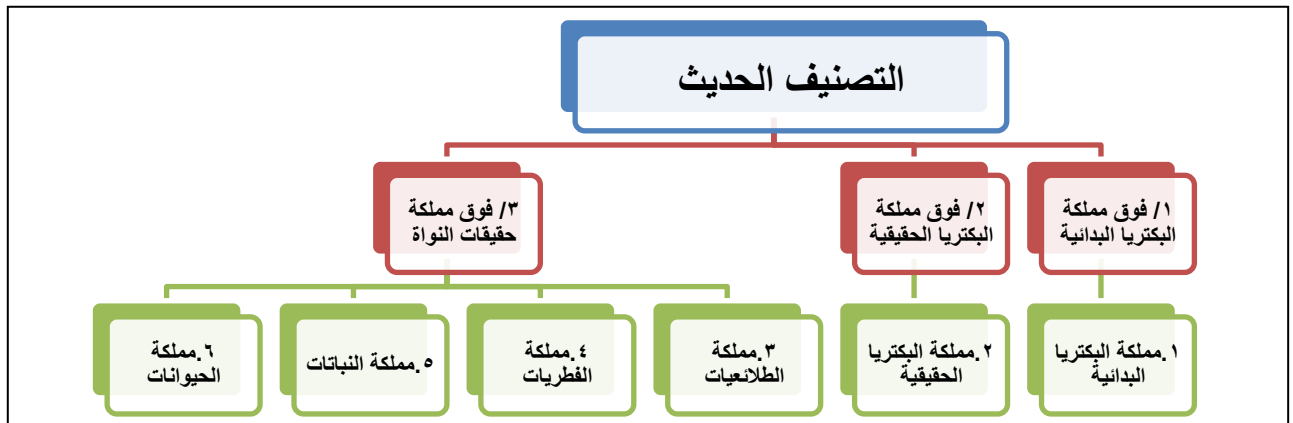 التصنيف الحديث
١/ فوق مملكة
البكتريا البدائية
٢/ فوق مملكة
البكتريا الحقيقية
٣/ فوق مملكة
حقيقات النواة
١.مملكة البكتريا
البدائية
٢.مملكة البكتريا
الحقيقية
٣.مملكة
الطلائعيات
٤.مملكة
الفطريات
٥.مملكة النباتات
٦.مملكة
الحيوانات